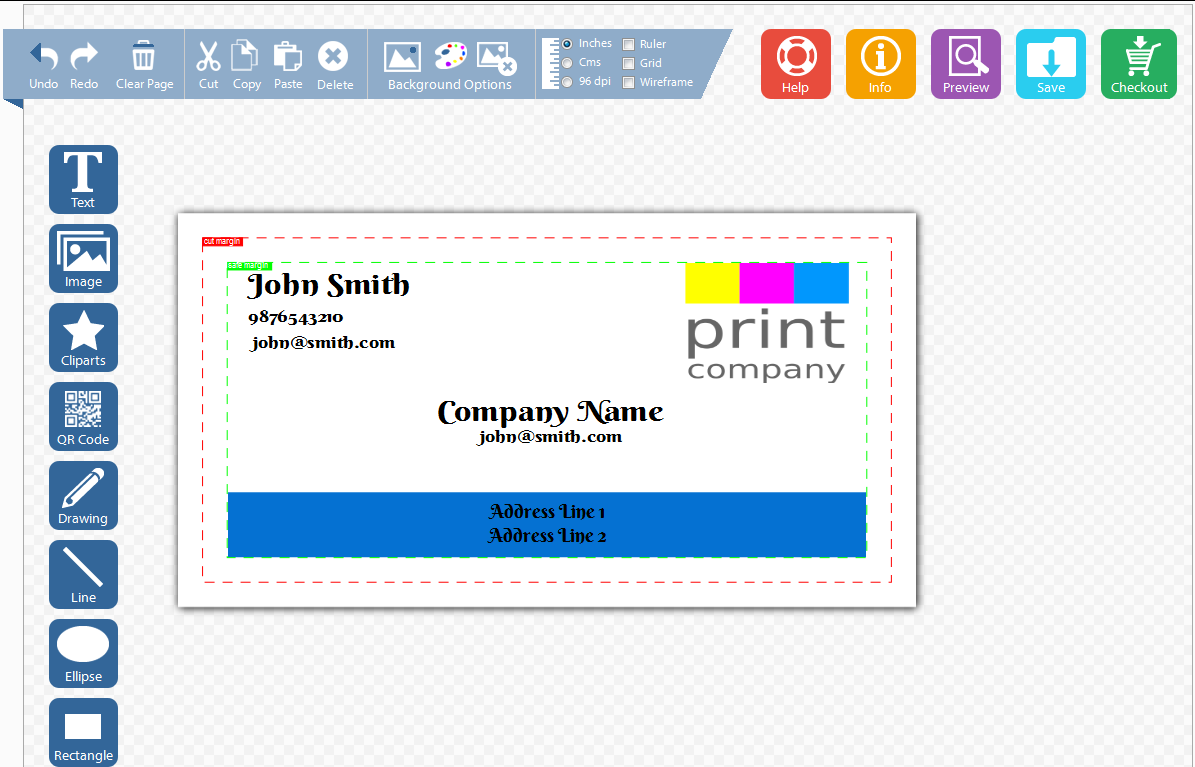 Undo Redo Clear Page Cut Copy Paste Delete Background Options
Inches Ruler
Cms Grid
96 dpi Wireframe
Help Info Preview Save Checkout
Text
Image
Cliparts
QR Code
Drawing
Line
Ellipse
Rectangle
cut margin
safe margin
John Smith
9876543210
john@smith.com
print
company
Company Name
john@smith.com
Address Line 1
Address Line 2